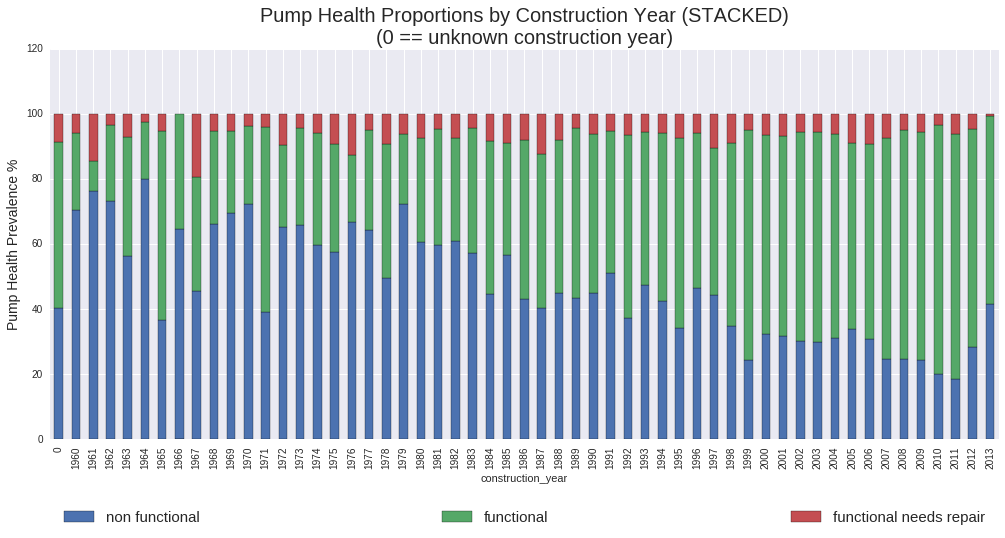 Pump Health Proportions by Construction Year (STACKED)
(0 == unknown construction year)
Pump Health Prevalence %
120
100
80
60
40
20
0
0 1960 1961 1962 1963 1964 1965 1966 1967 1968 1969 1970 1971 1972 1973 1974 1975 1976 1977 1978 1979 1980 1981 1982 1983 1984 1985 1986 1987 1988 1989 1990 1991 1992 1993 1994 1995 1996 1997 1998 1999 2000 2001 2002 2003 2004 2005 2006 2007 2008 2009 2010 2011 2012 2013
construction_year
non functional functional functional needs repair